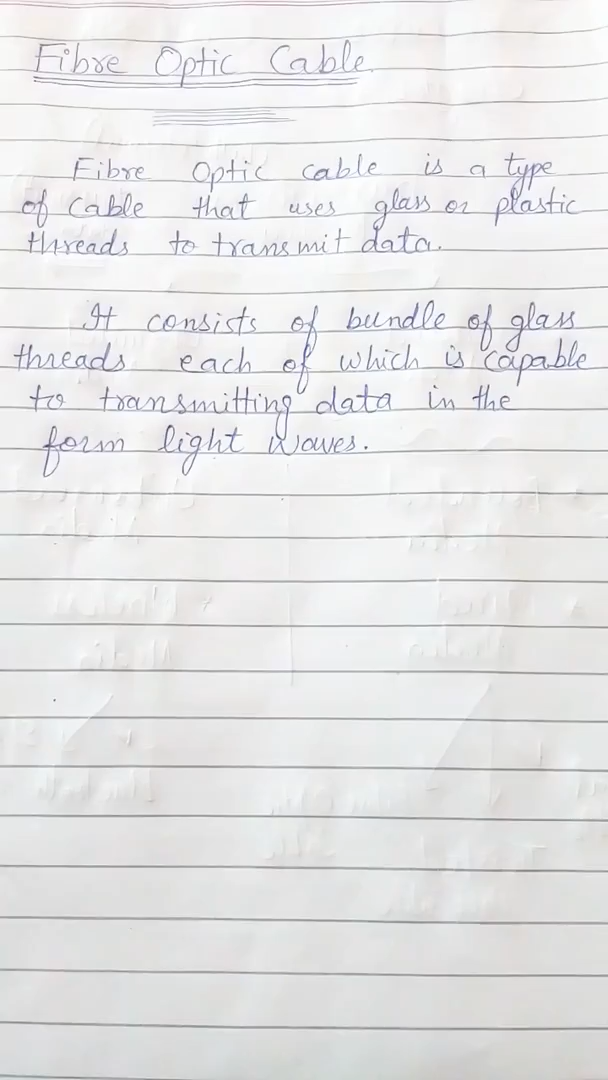 Fibre Optic Cable
Fibre Optic cable is a type
of Cable that uses glass or plastic
threads to transmit data.
It consists of bundle of glass
threads each of which is capable
to transmitting data in the
form light waves.